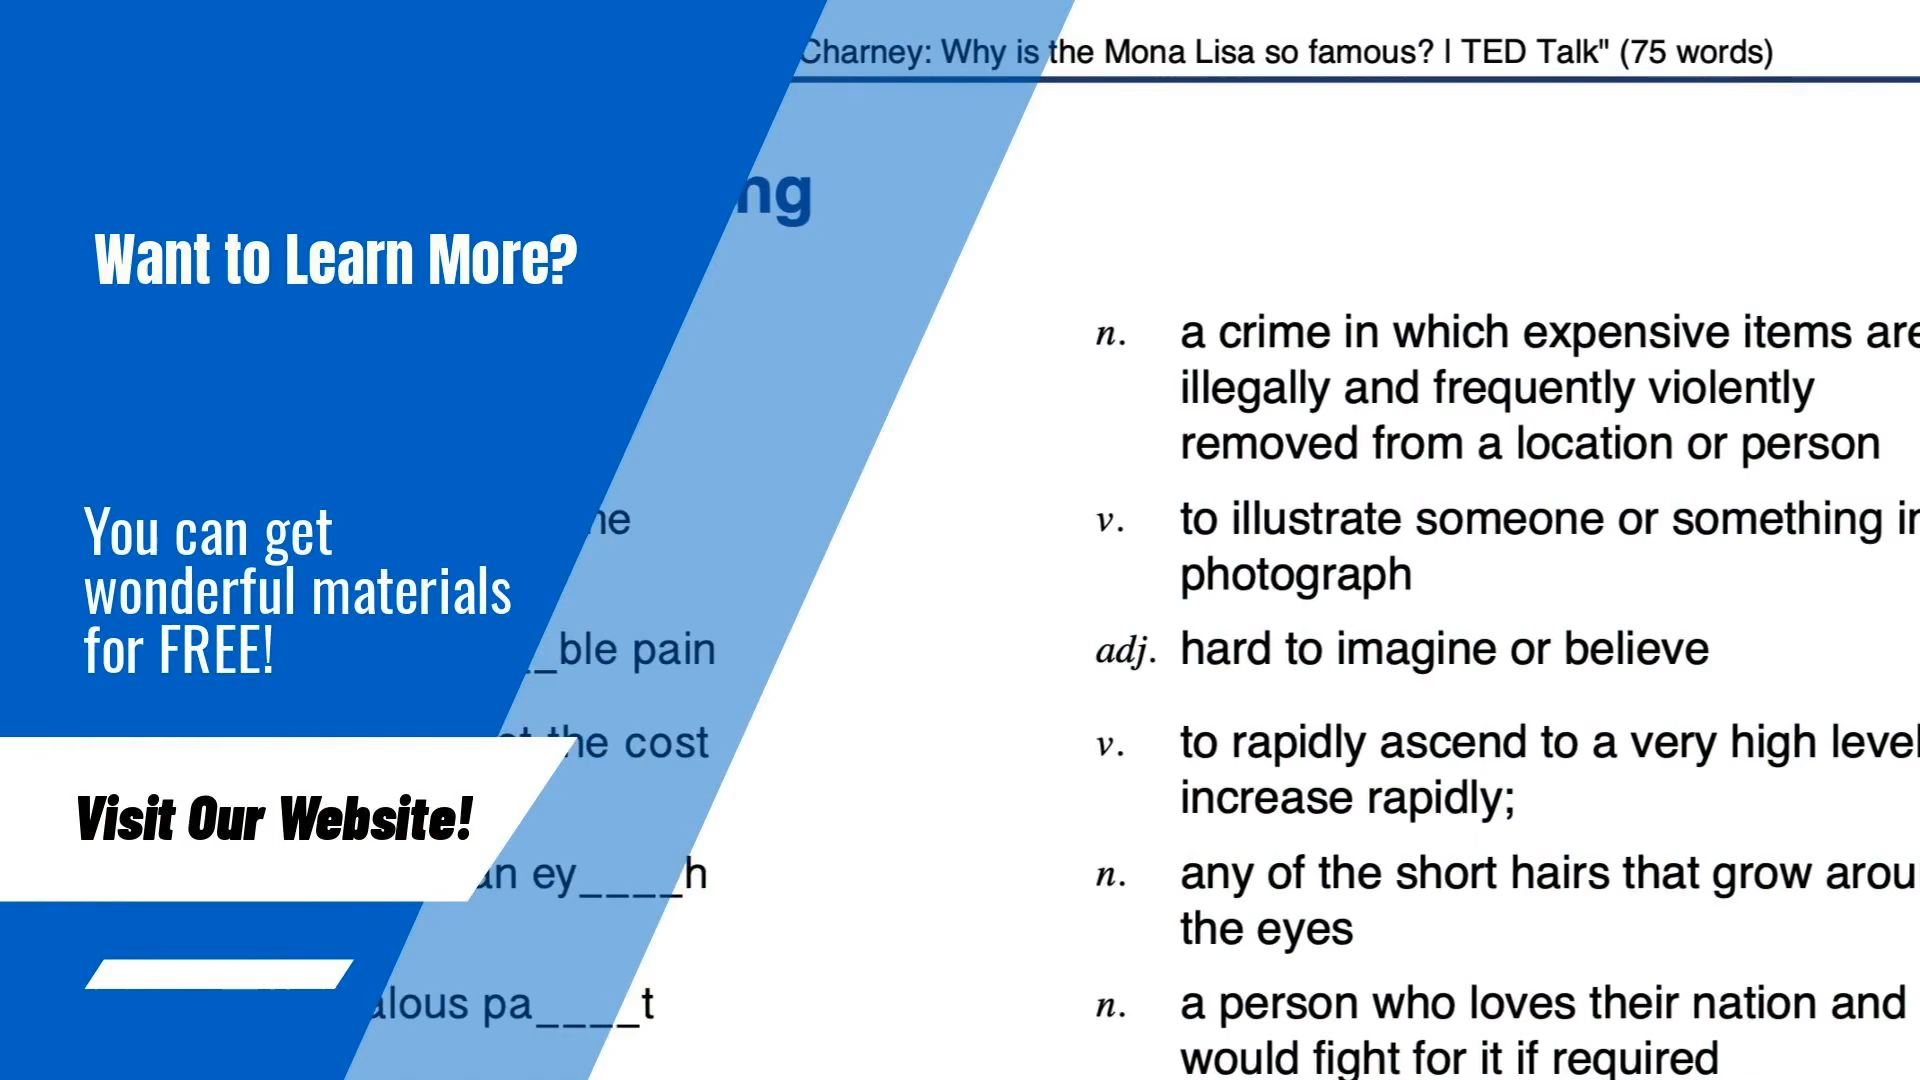 Charney: Why is the Mona Lisa so famous? | TED Talk" (75 words)
ng
Want to Learn More?
You can get
wonderful materials
for FREE!
Visit Our Website!
n. a crime in which expensive items are
illegally and frequently violently
removed from a location or person
v. to illustrate someone or something in
photograph
_ble pain
adj. hard to imagine or believe
the cost
v. to rapidly ascend to a very high level
increase rapidly;
an ey____h
n. any of the short hairs that grow arou
the eyes
alous pa____t
n. a person who loves their nation and
would fight for it if required